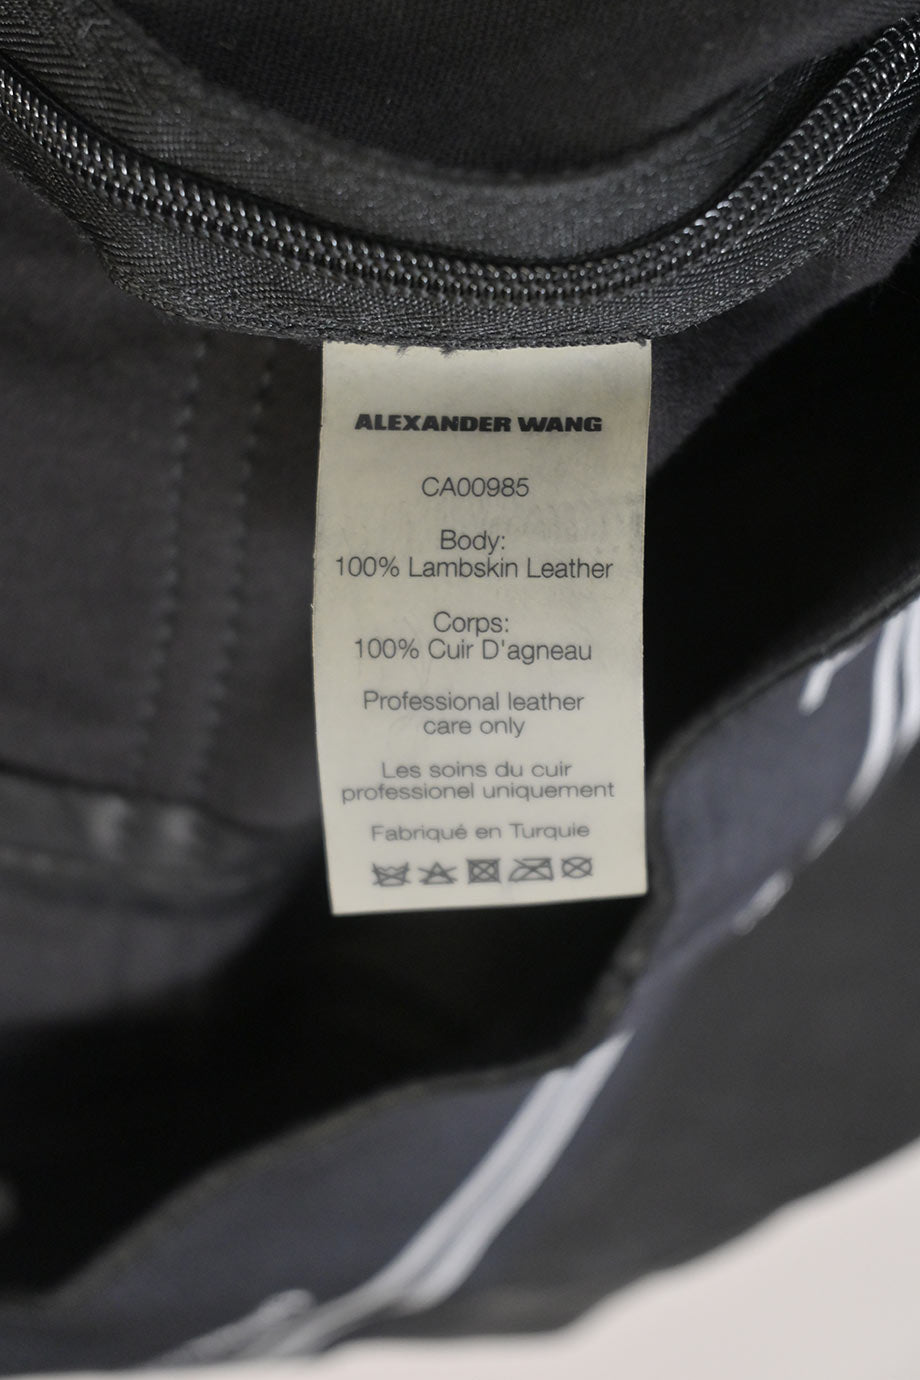 ALEXANDER WANG
CA00985
Body:
100% Lambskin Leather
Corps:
100% Cuir D'agneau
Professional leather
care only
Les soins du cuir
professionel uniquement
Fabriqué en Turquie